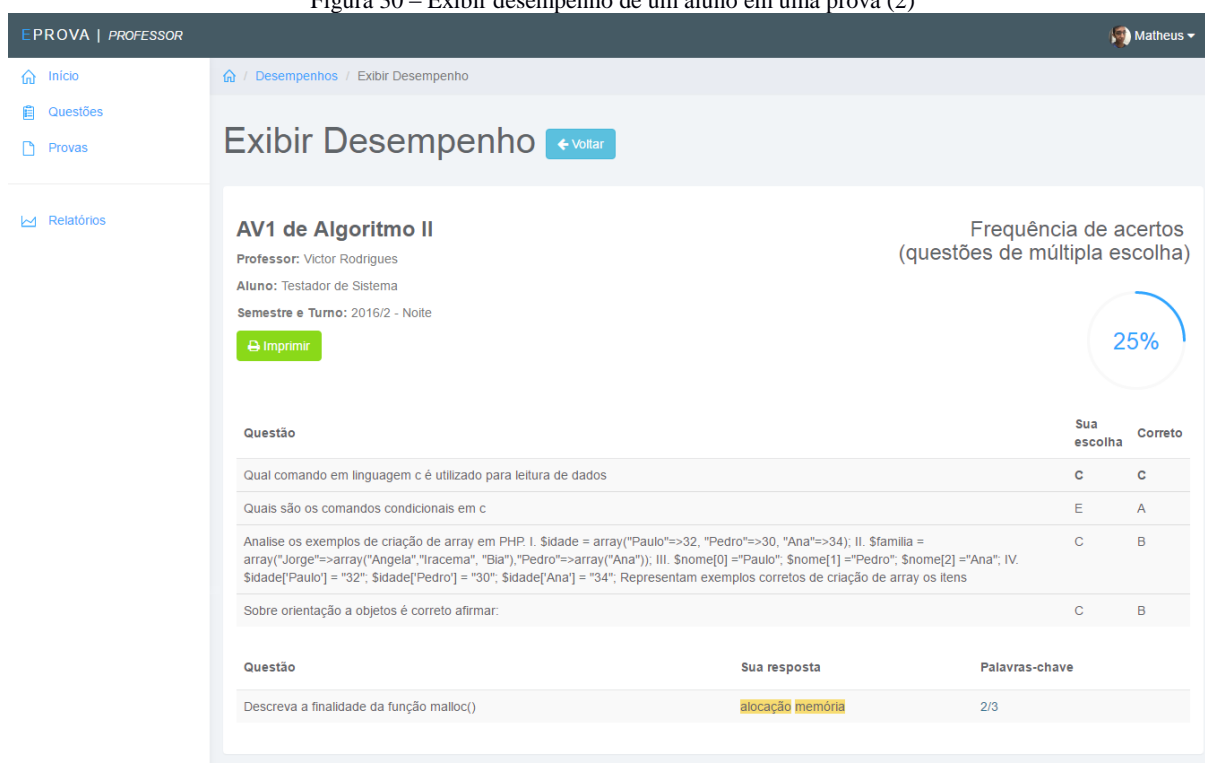 Figura 30 – Exibir desempenho de um aluno em uma prova (2)
EPROVA | PROFESSOR
Matheus
Início
/ Desempenhos / Exibir Desempenho
Questões
Provas
Exibir Desempenho
Voltar
Relatórios
AV1 de Algoritmo II
Professor: Victor Rodrigues
Aluno: Testador de Sistema
Semestre e Turno: 2016/2 - Noite
Imprimir
Frequência de acertos
(questões de múltipla escolha)
25%
Questão Sua escolha Correto
Qual comando em linguagem c é utilizado para leitura de dados C C
Quais são os comandos condicionais em c E A
Analise os exemplos de criação de array em PHP. I. $idade = array("Paulo"=>32, "Pedro"=>30, "Ana"=>34); II. $familia = C B
array("Jorge"=>array("Angela","Iracema", "Bia"),"Pedro"=>array("Ana")); III. $nome[0] ="Paulo"; $nome[1] ="Pedro"; $nome[2] ="Ana"; IV.
$idade['Paulo'] = "32"; $idade['Pedro'] = "30"; $idade['Ana'] = "34"; Representam exemplos corretos de criação de array os itens
Sobre orientação a objetos é correto afirmar: C B
Questão Sua resposta Palavras-chave
Descreva a finalidade da função malloc() alocação memória 2/3